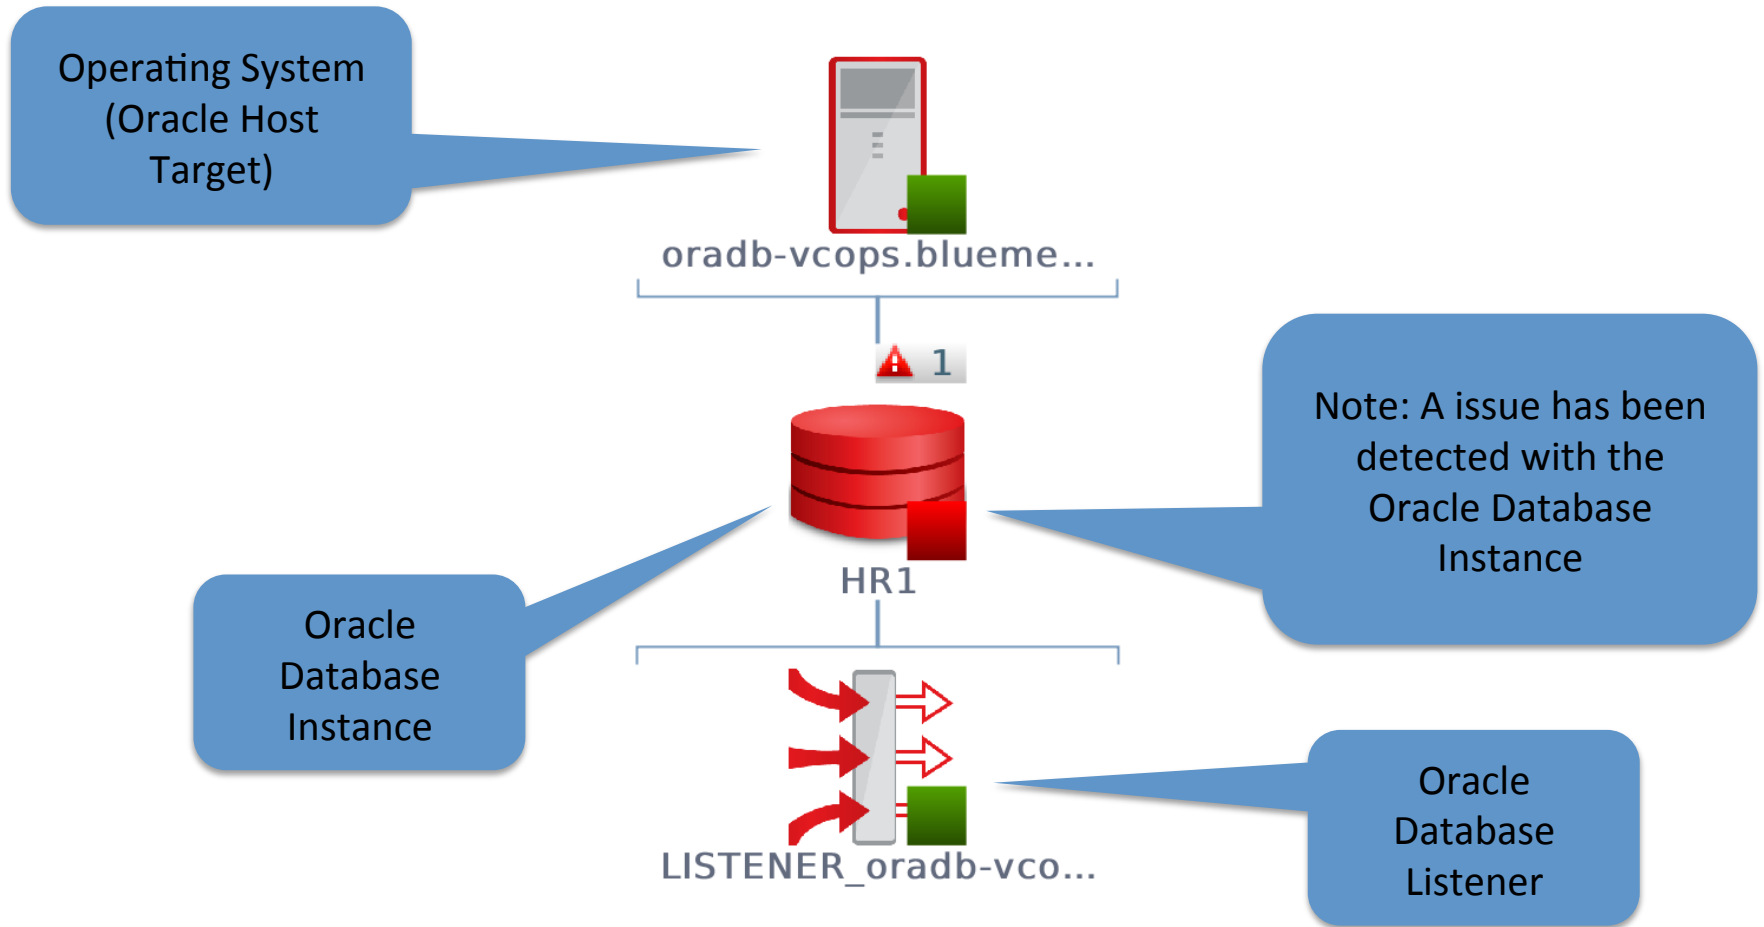 Operating System
(Oracle Host
Target)
oradb-vcops.blueme...
1
Note: A issue has been
detected with the
Oracle Database
Instance
HR1
Oracle
Database
Instance
LISTENER_oradb-vco...
Oracle
Database
Listener